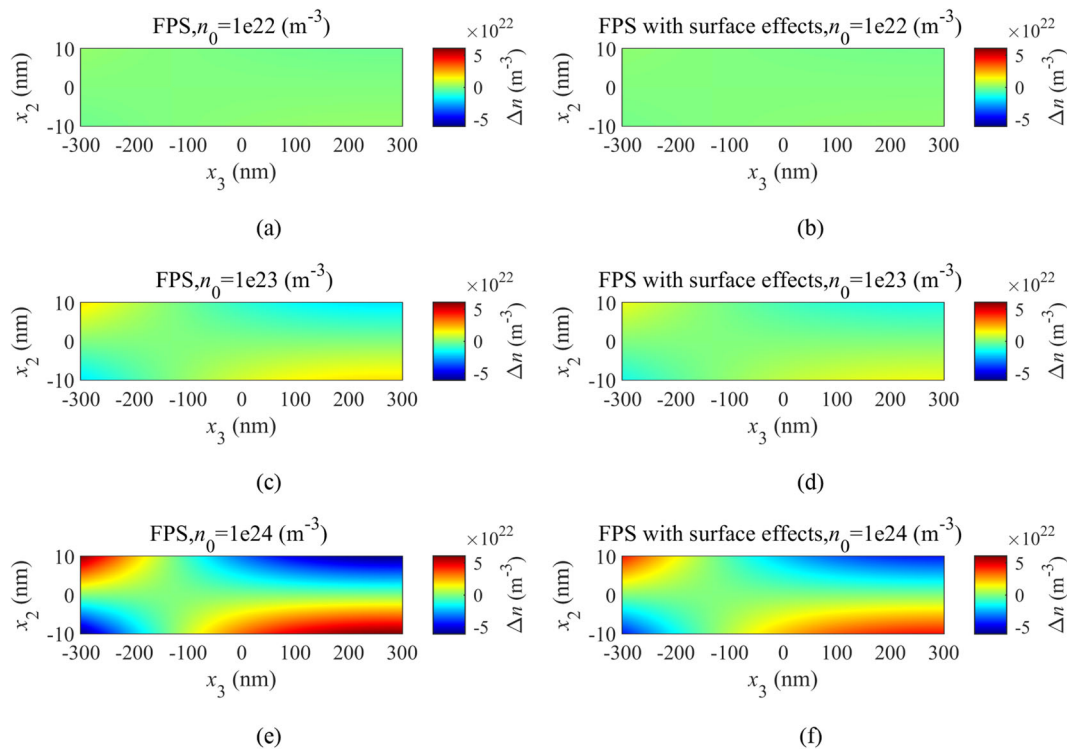 FPS,n0=1e22 (m-3)
×10^22
10
0
-10
x2 (nm)
-300 -200 -100 0 100 200 300
x3 (nm)
5
0
-5
Δn (m-3)
(a)
FPS with surface effects,n0=1e22 (m-3)
×10^22
10
0
-10
x2 (nm)
-300 -200 -100 0 100 200 300
x3 (nm)
5
0
-5
Δn (m-3)
(b)
FPS,n0=1e23 (m-3)
×10^22
10
0
-10
x2 (nm)
-300 -200 -100 0 100 200 300
x3 (nm)
5
0
-5
Δn (m-3)
(c)
FPS with surface effects,n0=1e23 (m-3)
×10^22
10
0
-10
x2 (nm)
-300 -200 -100 0 100 200 300
x3 (nm)
5
0
-5
Δn (m-3)
(d)
FPS,n0=1e24 (m-3)
×10^22
10
0
-10
x2 (nm)
-300 -200 -100 0 100 200 300
x3 (nm)
5
0
-5
Δn (m-3)
(e)
FPS with surface effects,n0=1e24 (m-3)
×10^22
10
0
-10
x2 (nm)
-300 -200 -100 0 100 200 300
x3 (nm)
5
0
-5
Δn (m-3)
(f)